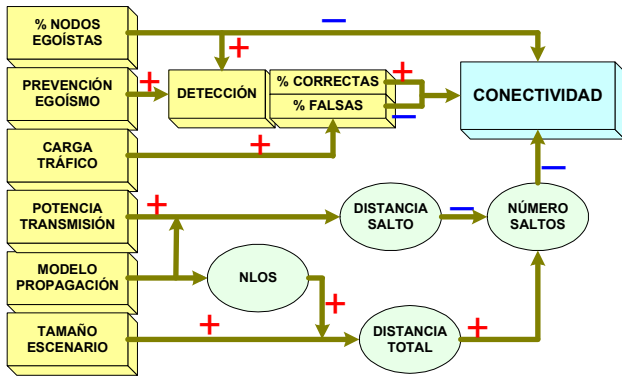 % NODOS
EGOÍSTAS
−
+
PREVENCIÓN
EGOÍSMO
+
DETECCIÓN
% CORRECTAS
+
% FALSAS
−
CONECTIVIDAD
CARGA
TRÁFICO
+
−
POTENCIA
TRANSMISIÓN
+
DISTANCIA
SALTO
−
NÚMERO
SALTOS
MODELO
PROPAGACIÓN
NLOS
+
TAMAÑO
ESCENARIO
+
DISTANCIA
TOTAL
+